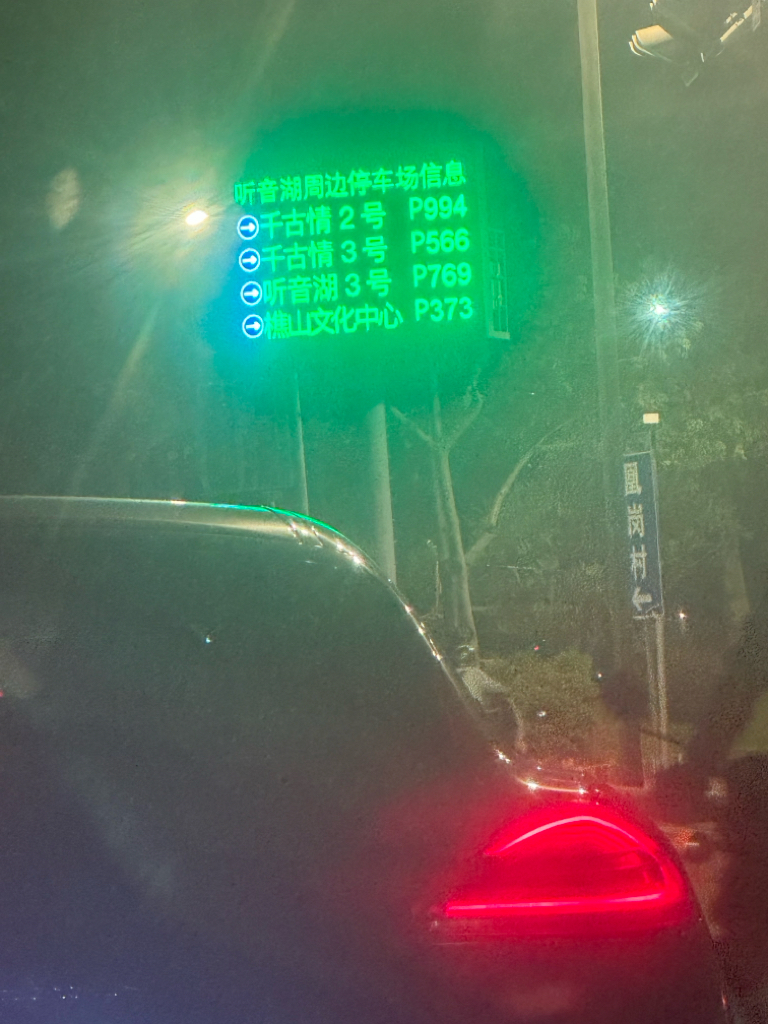 听音湖周边停车场信息
→千古情2号 P994
→千古情3号 P566
→听音湖3号 P769
→樵山文化中心 P373
凰岗村←